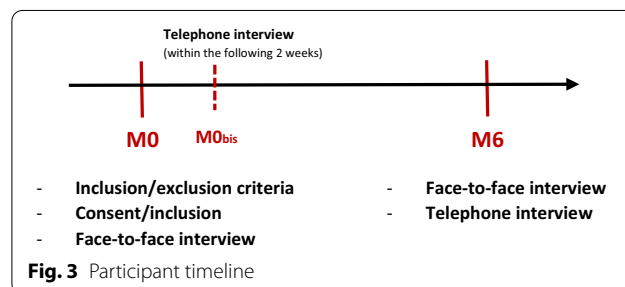 Telephone interview
(within the following 2 weeks)
M0
M0bis
M6
- Inclusion/exclusion criteria
- Consent/inclusion
- Face-to-face interview
- Face-to-face interview
- Telephone interview
Fig. 3 Participant timeline